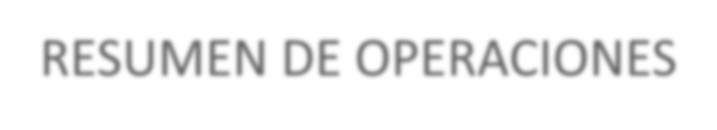 RESUMEN DE OPERACIONES